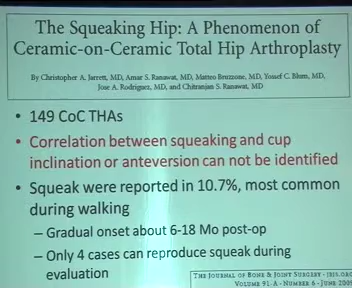 The Squeaking Hip: A Phenomenon of
Ceramic-on-Ceramic Total Hip Arthroplasty
By Christopher A. Jarrett, MD, Amar S. Ranawat, MD, Matteo Bruzzone, MD, Yossef C. Blum, MD,
Jose A. Rodriguez, MD, and Chitranjan S. Ranawat, MD
• 149 CoC THAs
• Correlation between squeaking and cup
inclination or anteversion can not be identified
• Squeak were reported in 10.7%, most common
during walking
– Gradual onset about 6-18 Mo post-op
– Only 4 cases can reproduce squeak during
evaluation
The Journal of Bone & Joint Surgery · jbjs.org
Volume 91-A · Number 6 · June